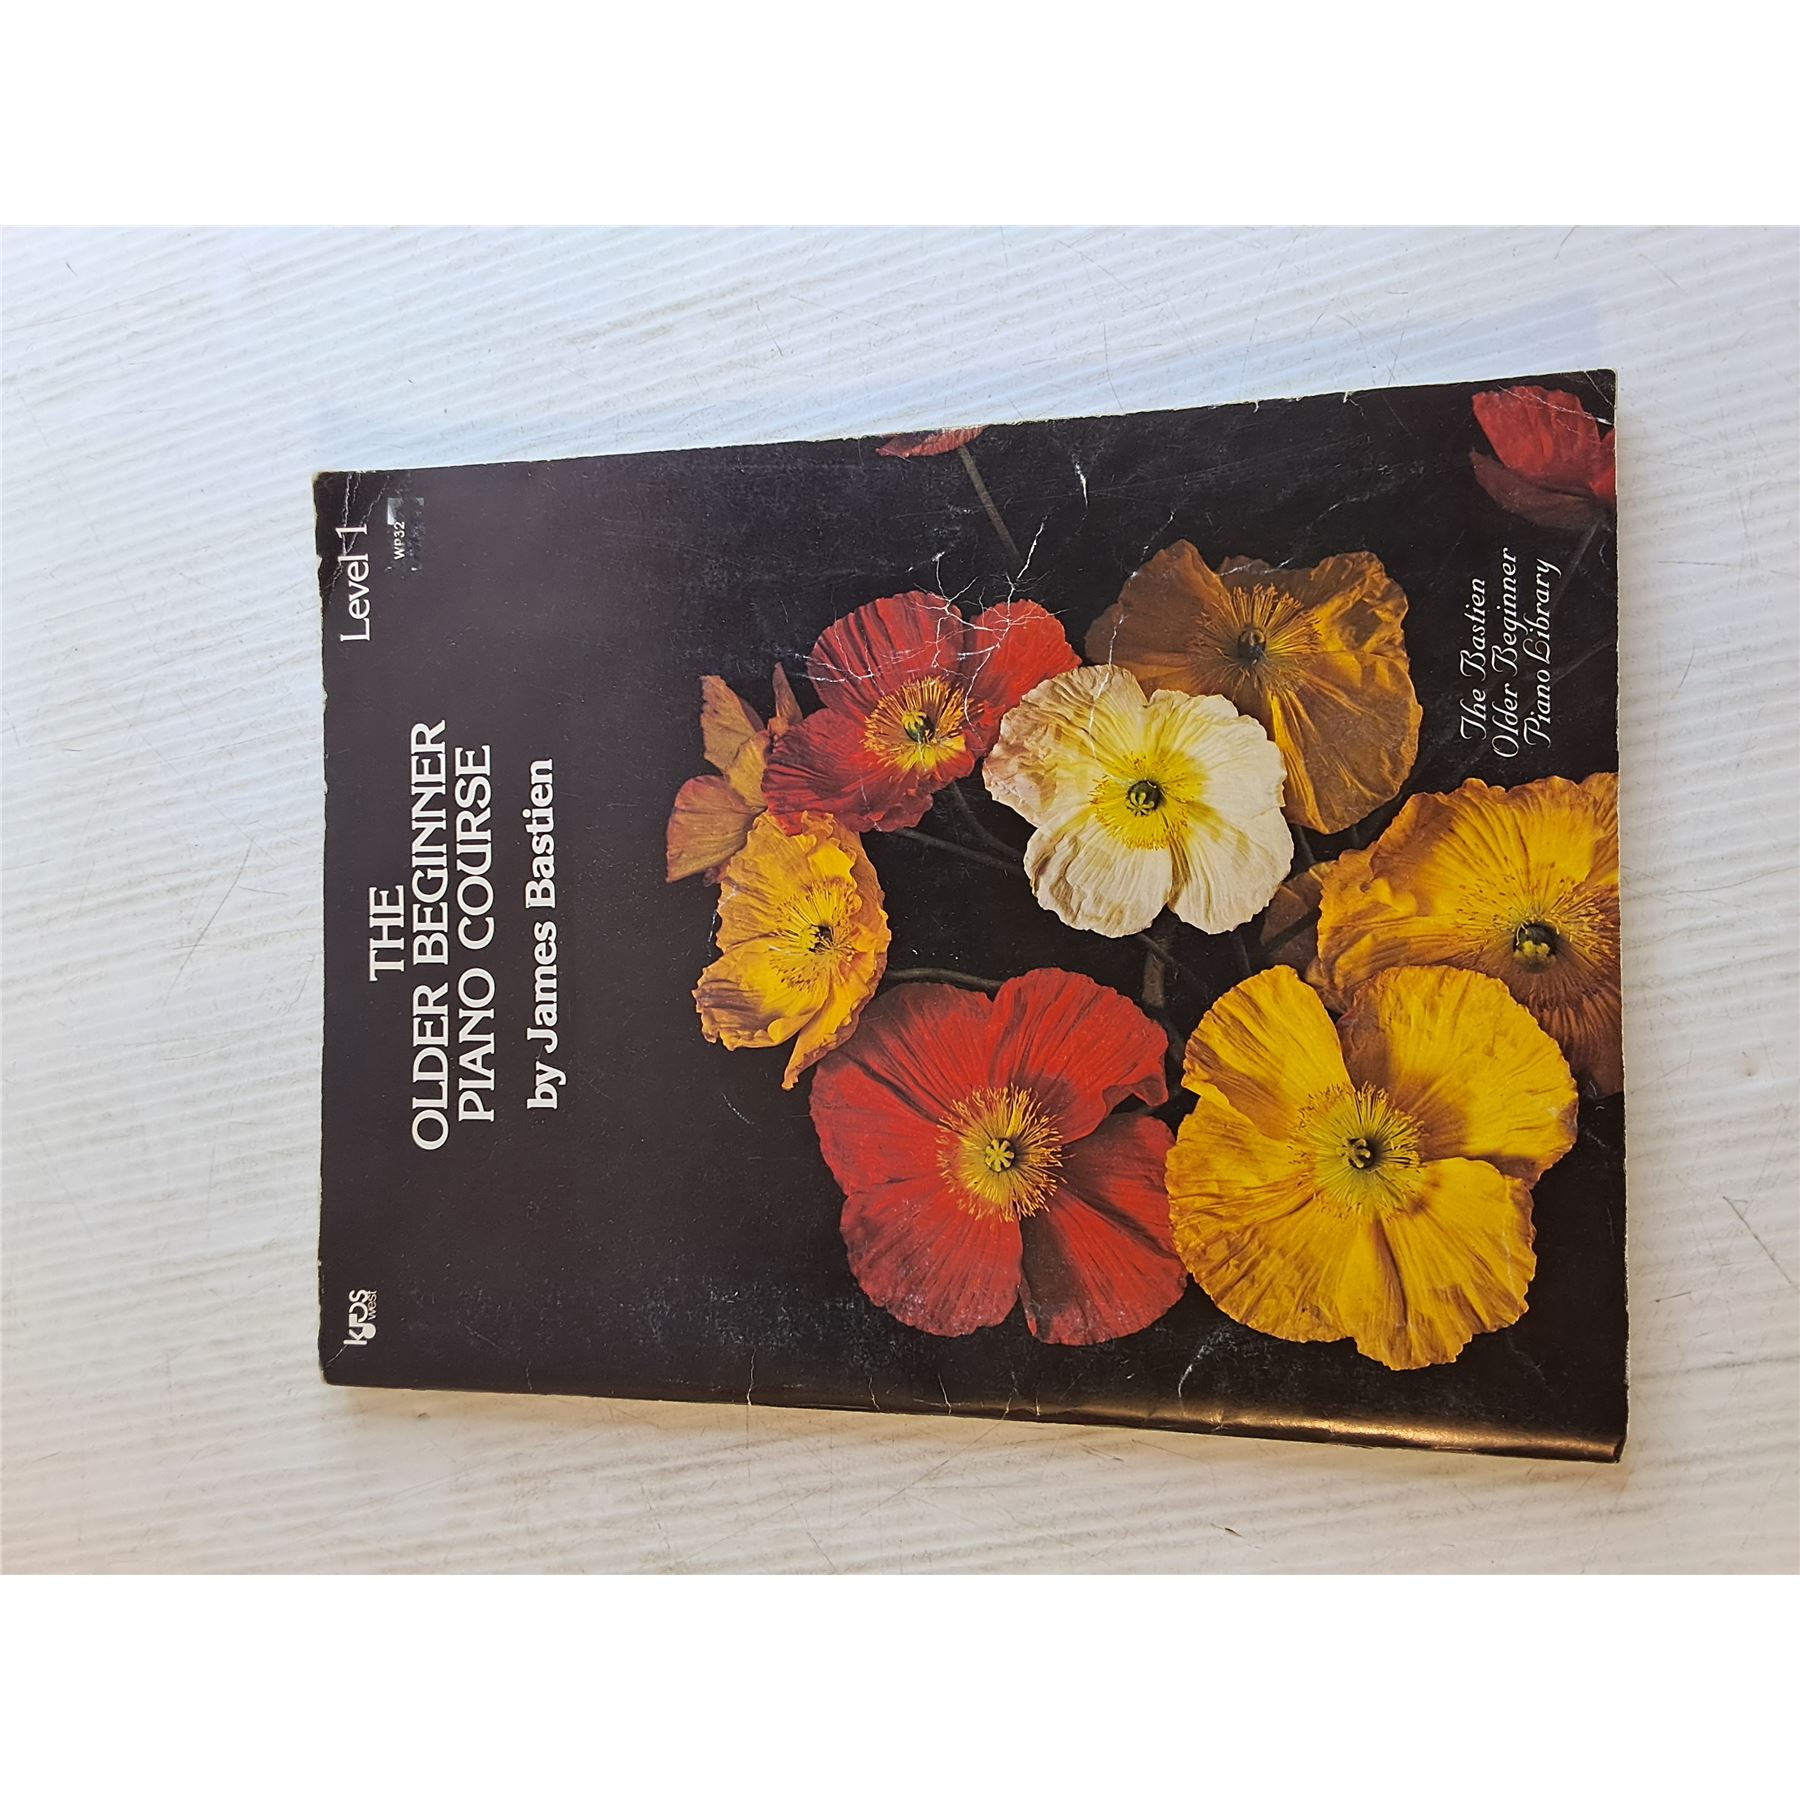 kjos
west
Level 1
WP32
THE
OLDER BEGINNER
PIANO COURSE
by James Bastien
The Bastien
Older Beginner
Piano Library